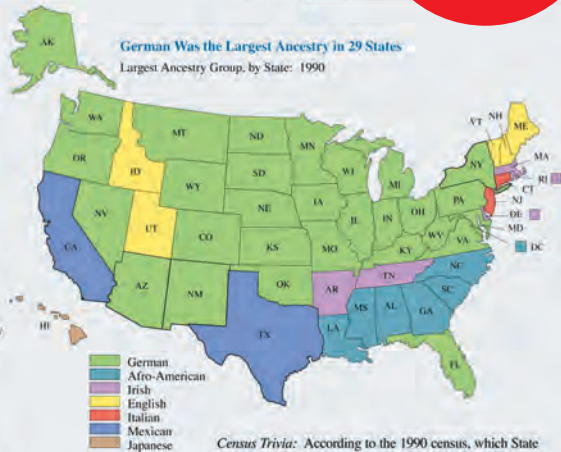 German Was the Largest Ancestry in 29 States
Largest Ancestry Group, by State: 1990
AK
WA
MT
ND
MN
VT
NH
ME
OR
ID
SD
WI
MI
NY
MA
RI
CT
WY
NE
IA
IL
IN
OH
PA
NJ
DE
MD
DC
NV
UT
CO
KS
MO
KY
WV
VA
CA
AZ
NM
OK
AR
TN
NC
SC
TX
LA
MS
AL
GA
FL
HI
German
Afro-American
Irish
English
Italian
Mexican
Japanese
Census Trivia: According to the 1990 census, which State